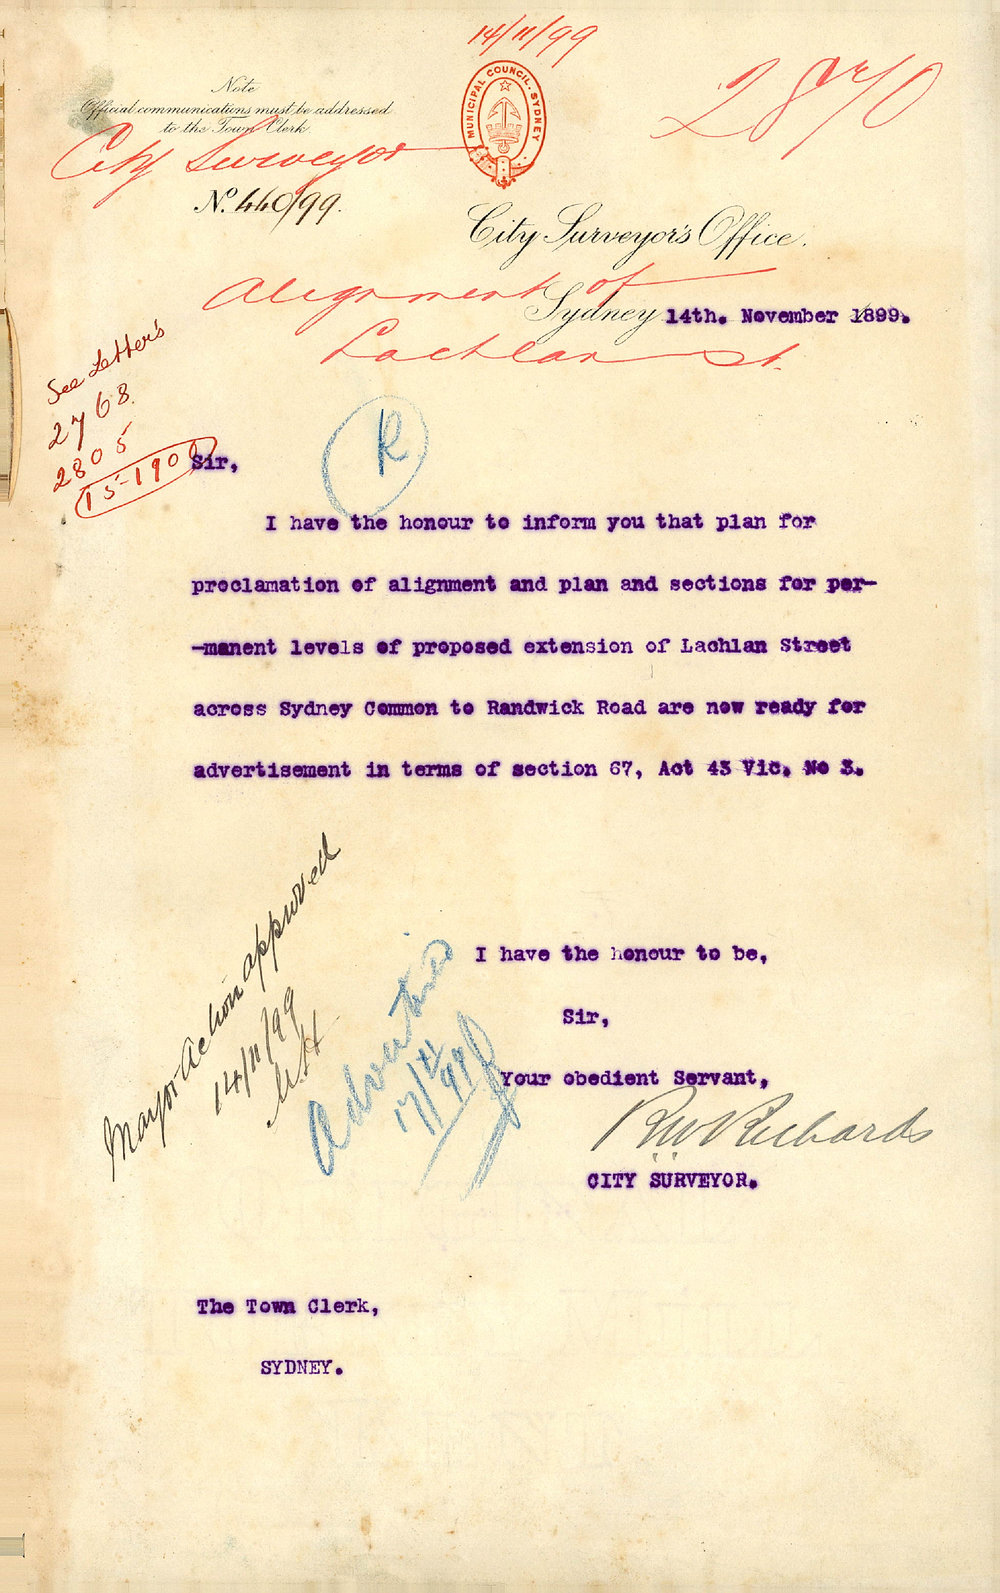 14/11/99
2870
Note
Official communications must be addressed
to the Town Clerk.
MUNICIPAL COUNCIL. SYDNEY
City Surveyor
No. 440/99.
City Surveyor's Office.
Alignment of
Sydney 14th. November 1899.
Lachlan St.
See Letters
2768
2805
15-1900
R
Sir,
I have the honour to inform you that plan for
proclamation of alignment and plan and sections for per-
-manent levels of proposed extension of Lachlan Street
across Sydney Common to Randwick Road are now ready for
advertisement in terms of section 67, Act 43 Vic. No 3.
Mayor Action approved
14/11/99
I have the honour to be,
Sir,
Your obedient Servant,
RW Richards
CITY SURVEYOR.
The Town Clerk,
SYDNEY.